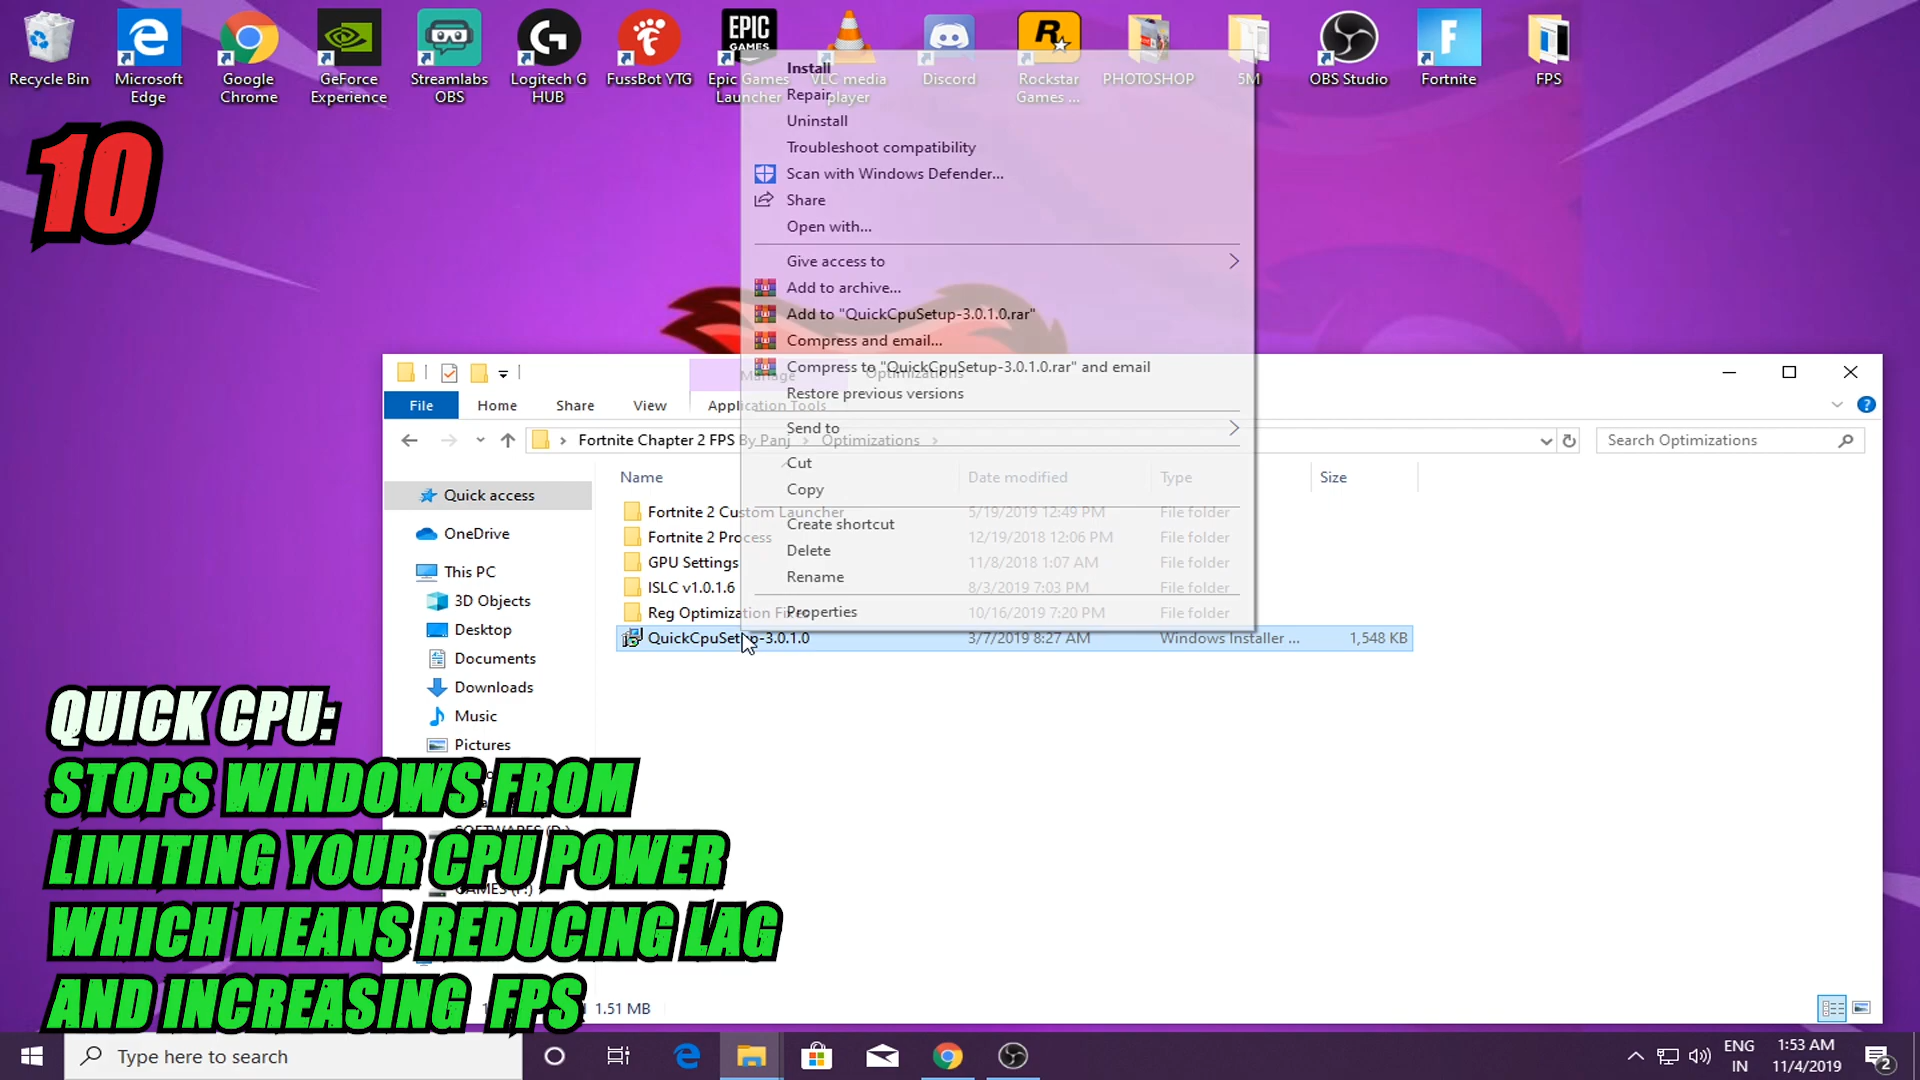 Recycle Bin
Microsoft Edge
Google Chrome
GeForce Experience
Streamlabs OBS
Logitech G HUB
FussBot YTG
EPIC GAMES
Epic Games Launcher
VLC media player
Discord
Rockstar Games ...
PHOTOSHOP
5M
OBS Studio
Fortnite
FPS
10
Install
Repair
Uninstall
Troubleshoot compatibility
Scan with Windows Defender...
Share
Open with...
Give access to
Add to archive...
Add to "QuickCpuSetup-3.0.1.0.rar"
Compress and email...
Compress to "QuickCpuSetup-3.0.1.0.rar" and email
Restore previous versions
Send to
Cut
Copy
Create shortcut
Delete
Rename
Properties
Manage
Optimizations
File
Home
Share
View
Application Tools
Fortnite Chapter 2 FPS By Panj
Optimizations
Search Optimizations
Name
Date modified
Type
Size
Fortnite 2 Custom Launcher 5/19/2019 12:49 PM File folder
Fortnite 2 Process 12/19/2018 12:06 PM File folder
GPU Settings 11/8/2018 1:07 AM File folder
ISLC v1.0.1.6 8/3/2019 7:03 PM File folder
Reg Optimization 10/16/2019 7:20 PM File folder
QuickCpuSetup-3.0.1.0 3/7/2019 8:27 AM Windows Installer ... 1,548 KB
Quick access
OneDrive
This PC
3D Objects
Desktop
Documents
Downloads
Music
Pictures
SOFTWARES (D:)
GAMES (F:)
1.51 MB
QUICK CPU:
STOPS WINDOWS FROM
LIMITING YOUR CPU POWER
WHICH MEANS REDUCING LAG
AND INCREASING FPS
Type here to search
ENG
IN
1:53 AM
11/4/2019
2